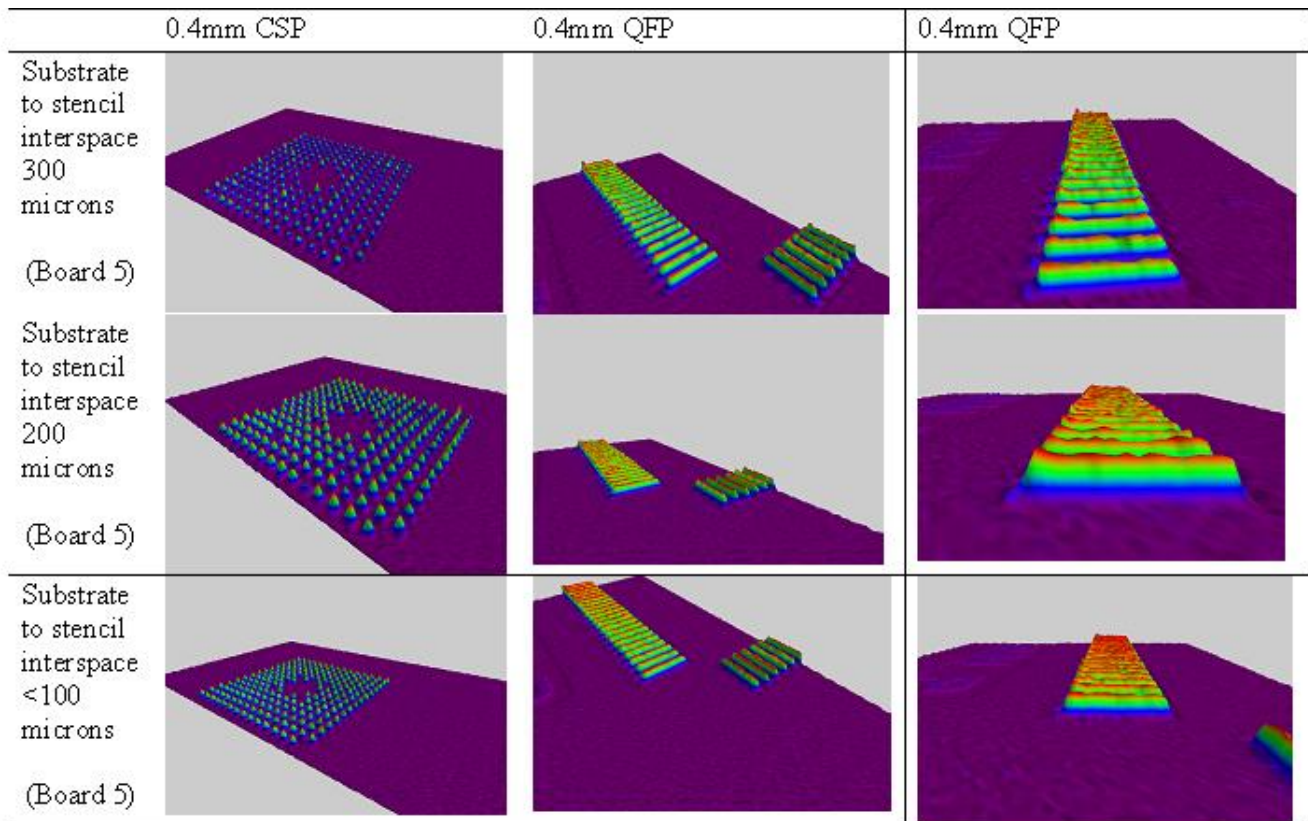 0.4mm CSP
0.4mm QFP
0.4mm QFP
Substrate
to stencil
interspace
300
microns
(Board 5)
Substrate
to stencil
interspace
200
microns
(Board 5)
Substrate
to stencil
interspace
<100
microns
(Board 5)